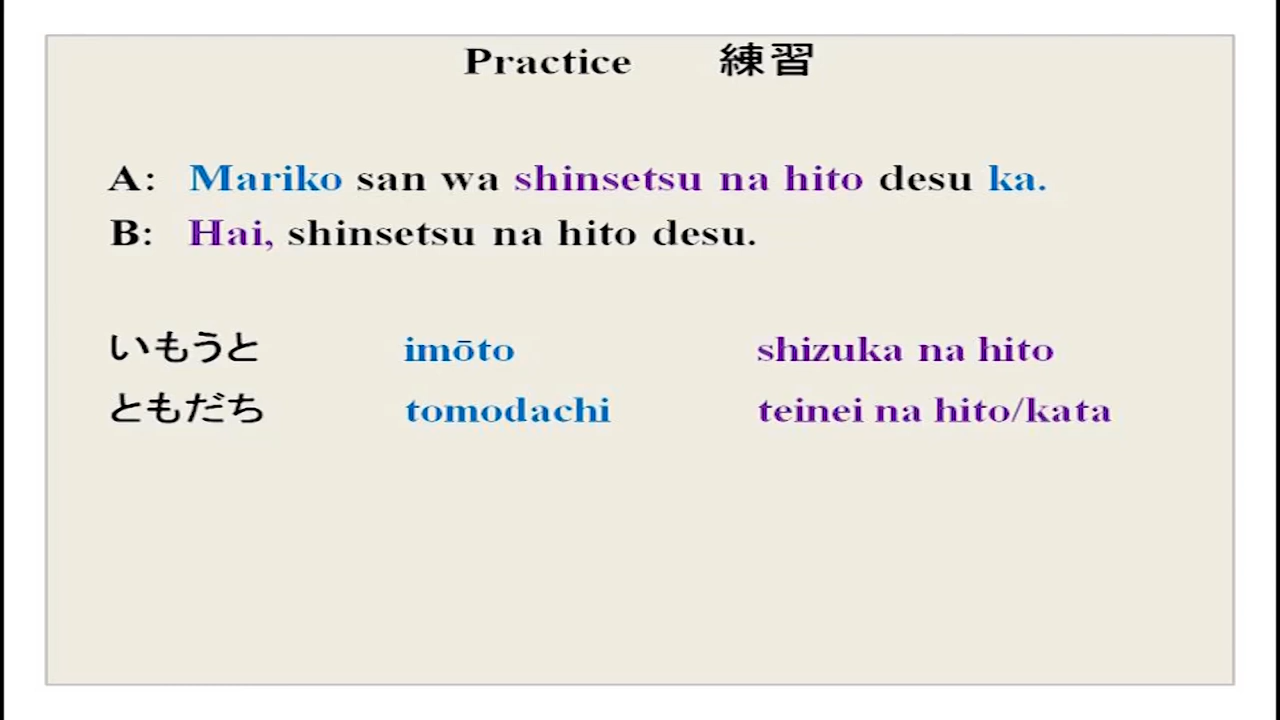 Practice 練習
A: Mariko san wa shinsetsu na hito desu ka.
B: Hai, shinsetsu na hito desu.
いもうと imōto shizuka na hito
ともだち tomodachi teinei na hito/kata